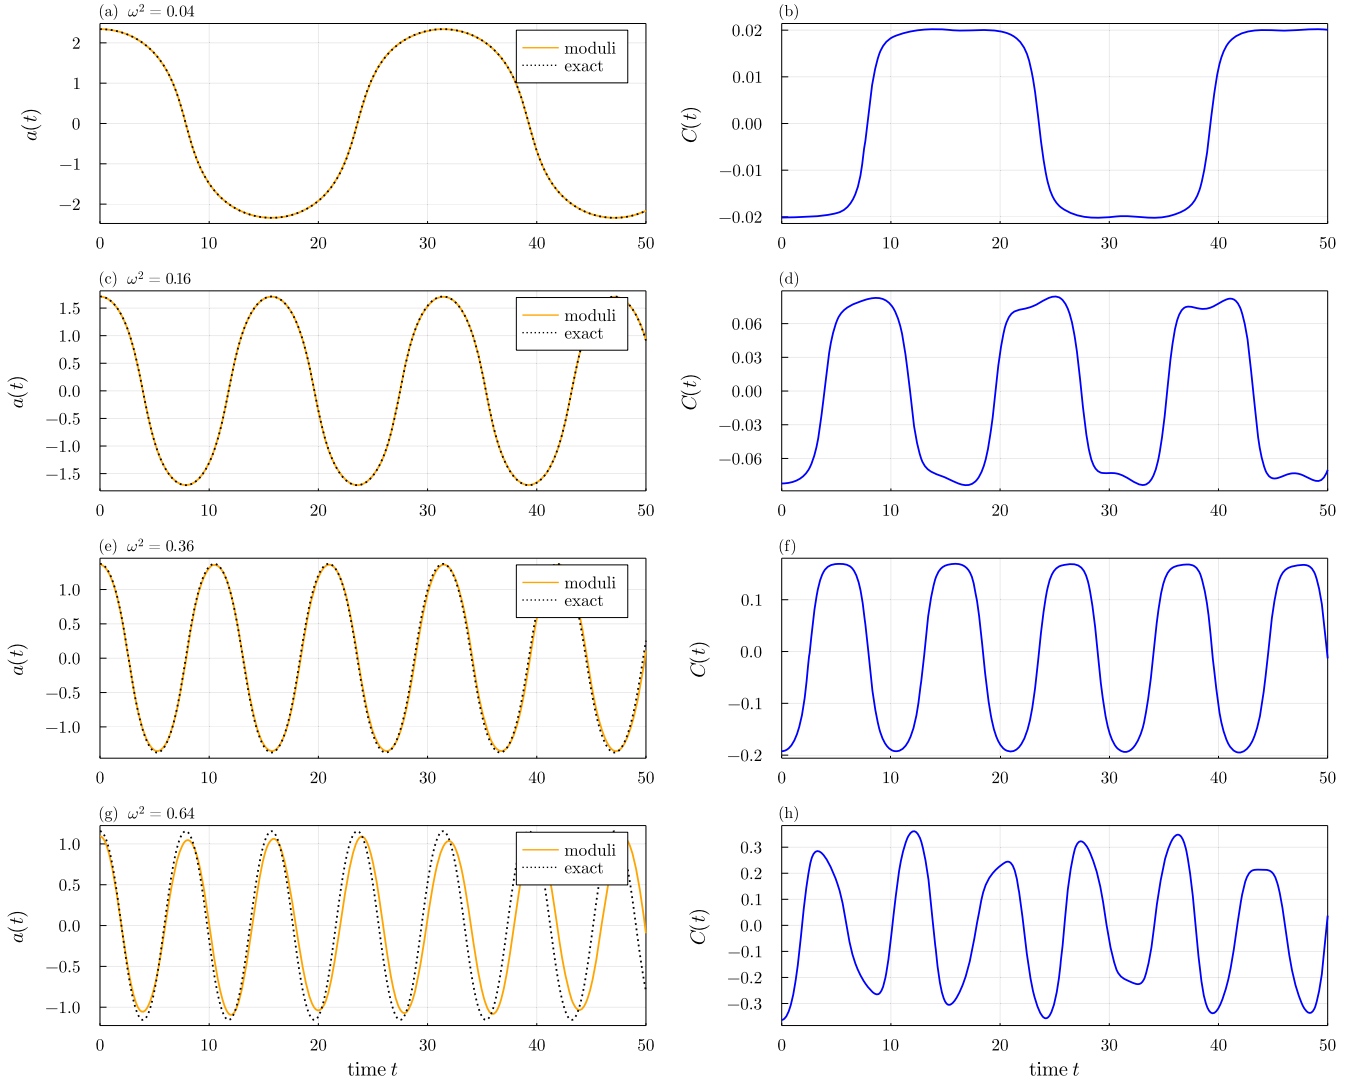 (a) ω² = 0.04
a(t)
2
1
0
−1
−2
moduli
exact
0 10 20 30 40 50
(b)
C(t)
0.02
0.01
0.00
−0.01
−0.02
0 10 20 30 40 50
(c) ω² = 0.16
a(t)
1.5
1.0
0.5
0.0
−0.5
−1.0
−1.5
moduli
exact
0 10 20 30 40 50
(d)
C(t)
0.06
0.03
0.00
−0.03
−0.06
0 10 20 30 40 50
(e) ω² = 0.36
a(t)
1.0
0.5
0.0
−0.5
−1.0
moduli
exact
0 10 20 30 40 50
(f)
C(t)
0.1
0.0
−0.1
−0.2
0 10 20 30 40 50
(g) ω² = 0.64
a(t)
1.0
0.5
0.0
−0.5
−1.0
moduli
exact
0 10 20 30 40 50
time t
(h)
C(t)
0.3
0.2
0.1
0.0
−0.1
−0.2
−0.3
0 10 20 30 40 50
time t